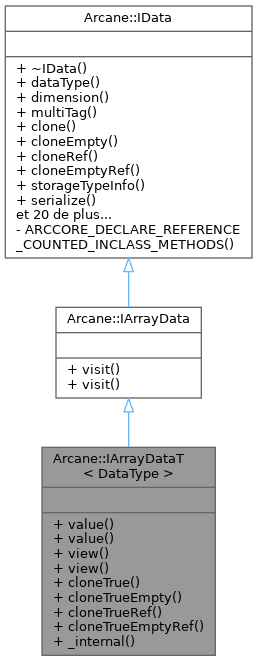 Arcane::IData
+ ~IData()
+ dataType()
+ dimension()
+ multiTag()
+ clone()
+ cloneEmpty()
+ cloneRef()
+ cloneEmptyRef()
+ storageTypeInfo()
+ serialize()
et 20 de plus...
- ARCCORE_DECLARE_REFERENCE
_COUNTED_INCLASS_METHODS()
Arcane::IArrayData
+ visit()
+ visit()
Arcane::IArrayDataT
< DataType >
+ value()
+ value()
+ view()
+ view()
+ cloneTrue()
+ cloneTrueEmpty()
+ cloneTrueRef()
+ cloneTrueEmptyRef()
+ _internal()